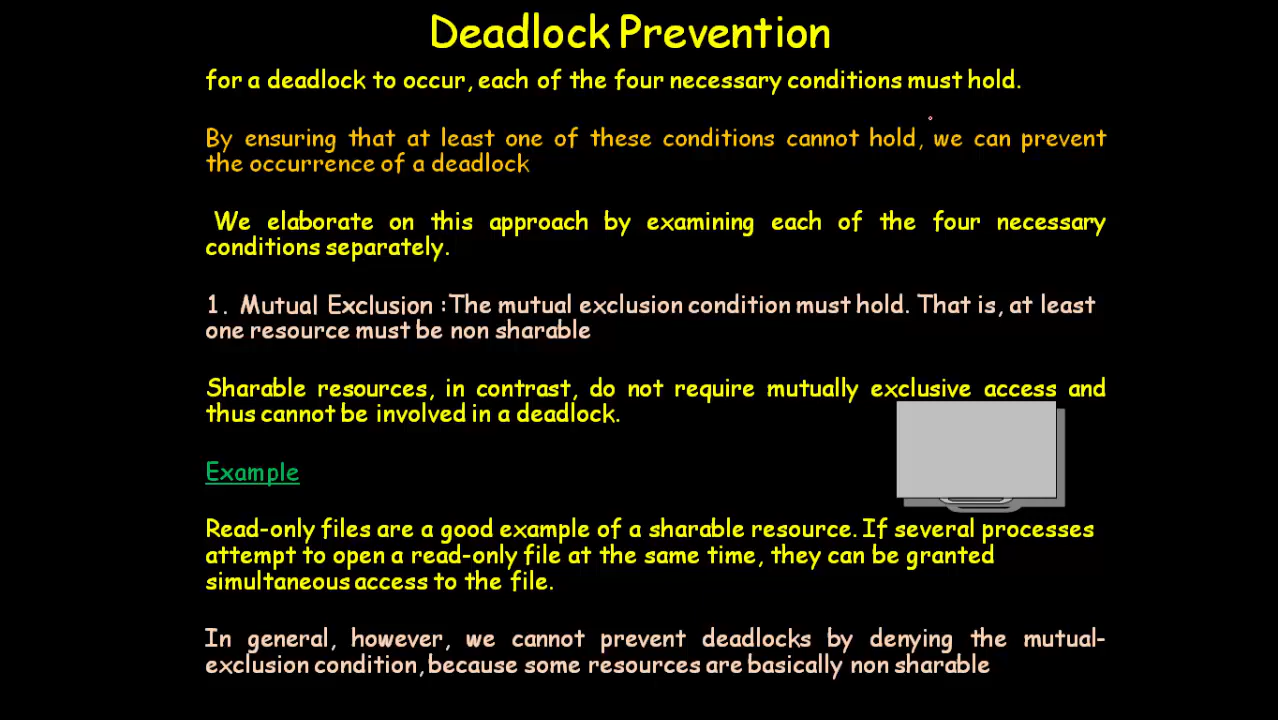 Deadlock Prevention
for a deadlock to occur, each of the four necessary conditions must hold.
By ensuring that at least one of these conditions cannot hold, we can prevent
the occurrence of a deadlock
We elaborate on this approach by examining each of the four necessary
conditions separately.
1. Mutual Exclusion :The mutual exclusion condition must hold. That is, at least
one resource must be non sharable
Sharable resources, in contrast, do not require mutually exclusive access and
thus cannot be involved in a deadlock.
Example
Read-only files are a good example of a sharable resource. If several processes
attempt to open a read-only file at the same time, they can be granted
simultaneous access to the file.
In general, however, we cannot prevent deadlocks by denying the mutual-
exclusion condition, because some resources are basically non sharable